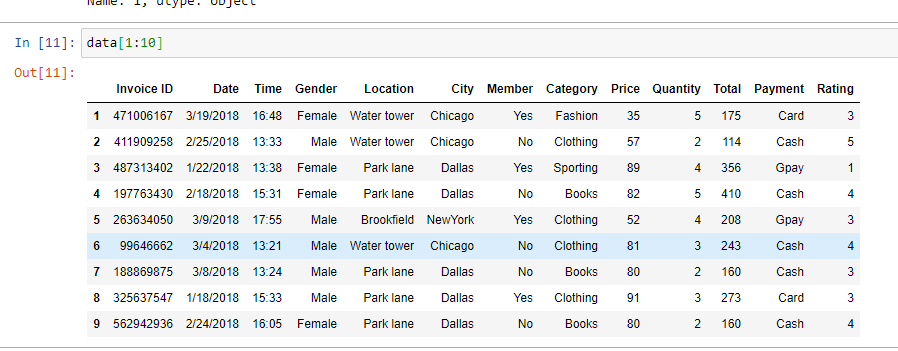 Name: 1, dtype: object
In [11]: data[1:10]
Out[11]:
Invoice ID Date Time Gender Location City Member Category Price Quantity Total Payment Rating
1 471006167 3/19/2018 16:48 Female Water tower Chicago Yes Fashion 35 5 175 Card 3
2 411909258 2/25/2018 13:33 Male Water tower Chicago No Clothing 57 2 114 Cash 5
3 487313402 1/22/2018 13:38 Female Park lane Dallas Yes Sporting 89 4 356 Gpay 1
4 197763430 2/18/2018 15:31 Female Park lane Dallas No Books 82 5 410 Cash 4
5 263634050 3/9/2018 17:55 Male Brookfield NewYork Yes Clothing 52 4 208 Gpay 3
6 99646662 3/4/2018 13:21 Male Water tower Chicago No Clothing 81 3 243 Cash 4
7 188869875 3/8/2018 13:24 Male Park lane Dallas No Books 80 2 160 Cash 3
8 325637547 1/18/2018 15:33 Male Park lane Dallas Yes Clothing 91 3 273 Card 3
9 562942936 2/24/2018 16:05 Female Park lane Dallas No Books 80 2 160 Cash 4